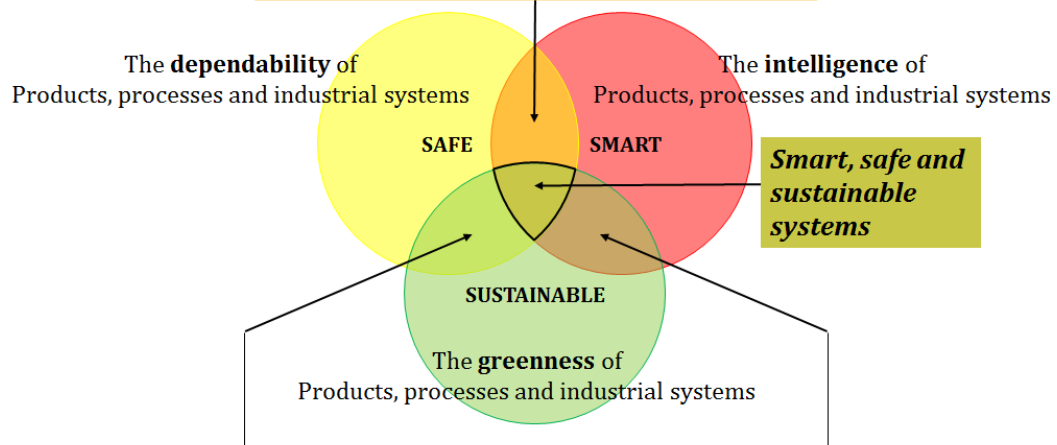 The dependability of
Products, processes and industrial systems
The intelligence of
Products, processes and industrial systems
SAFE
SMART
Smart, safe and
sustainable
systems
SUSTAINABLE
The greenness of
Products, processes and industrial systems